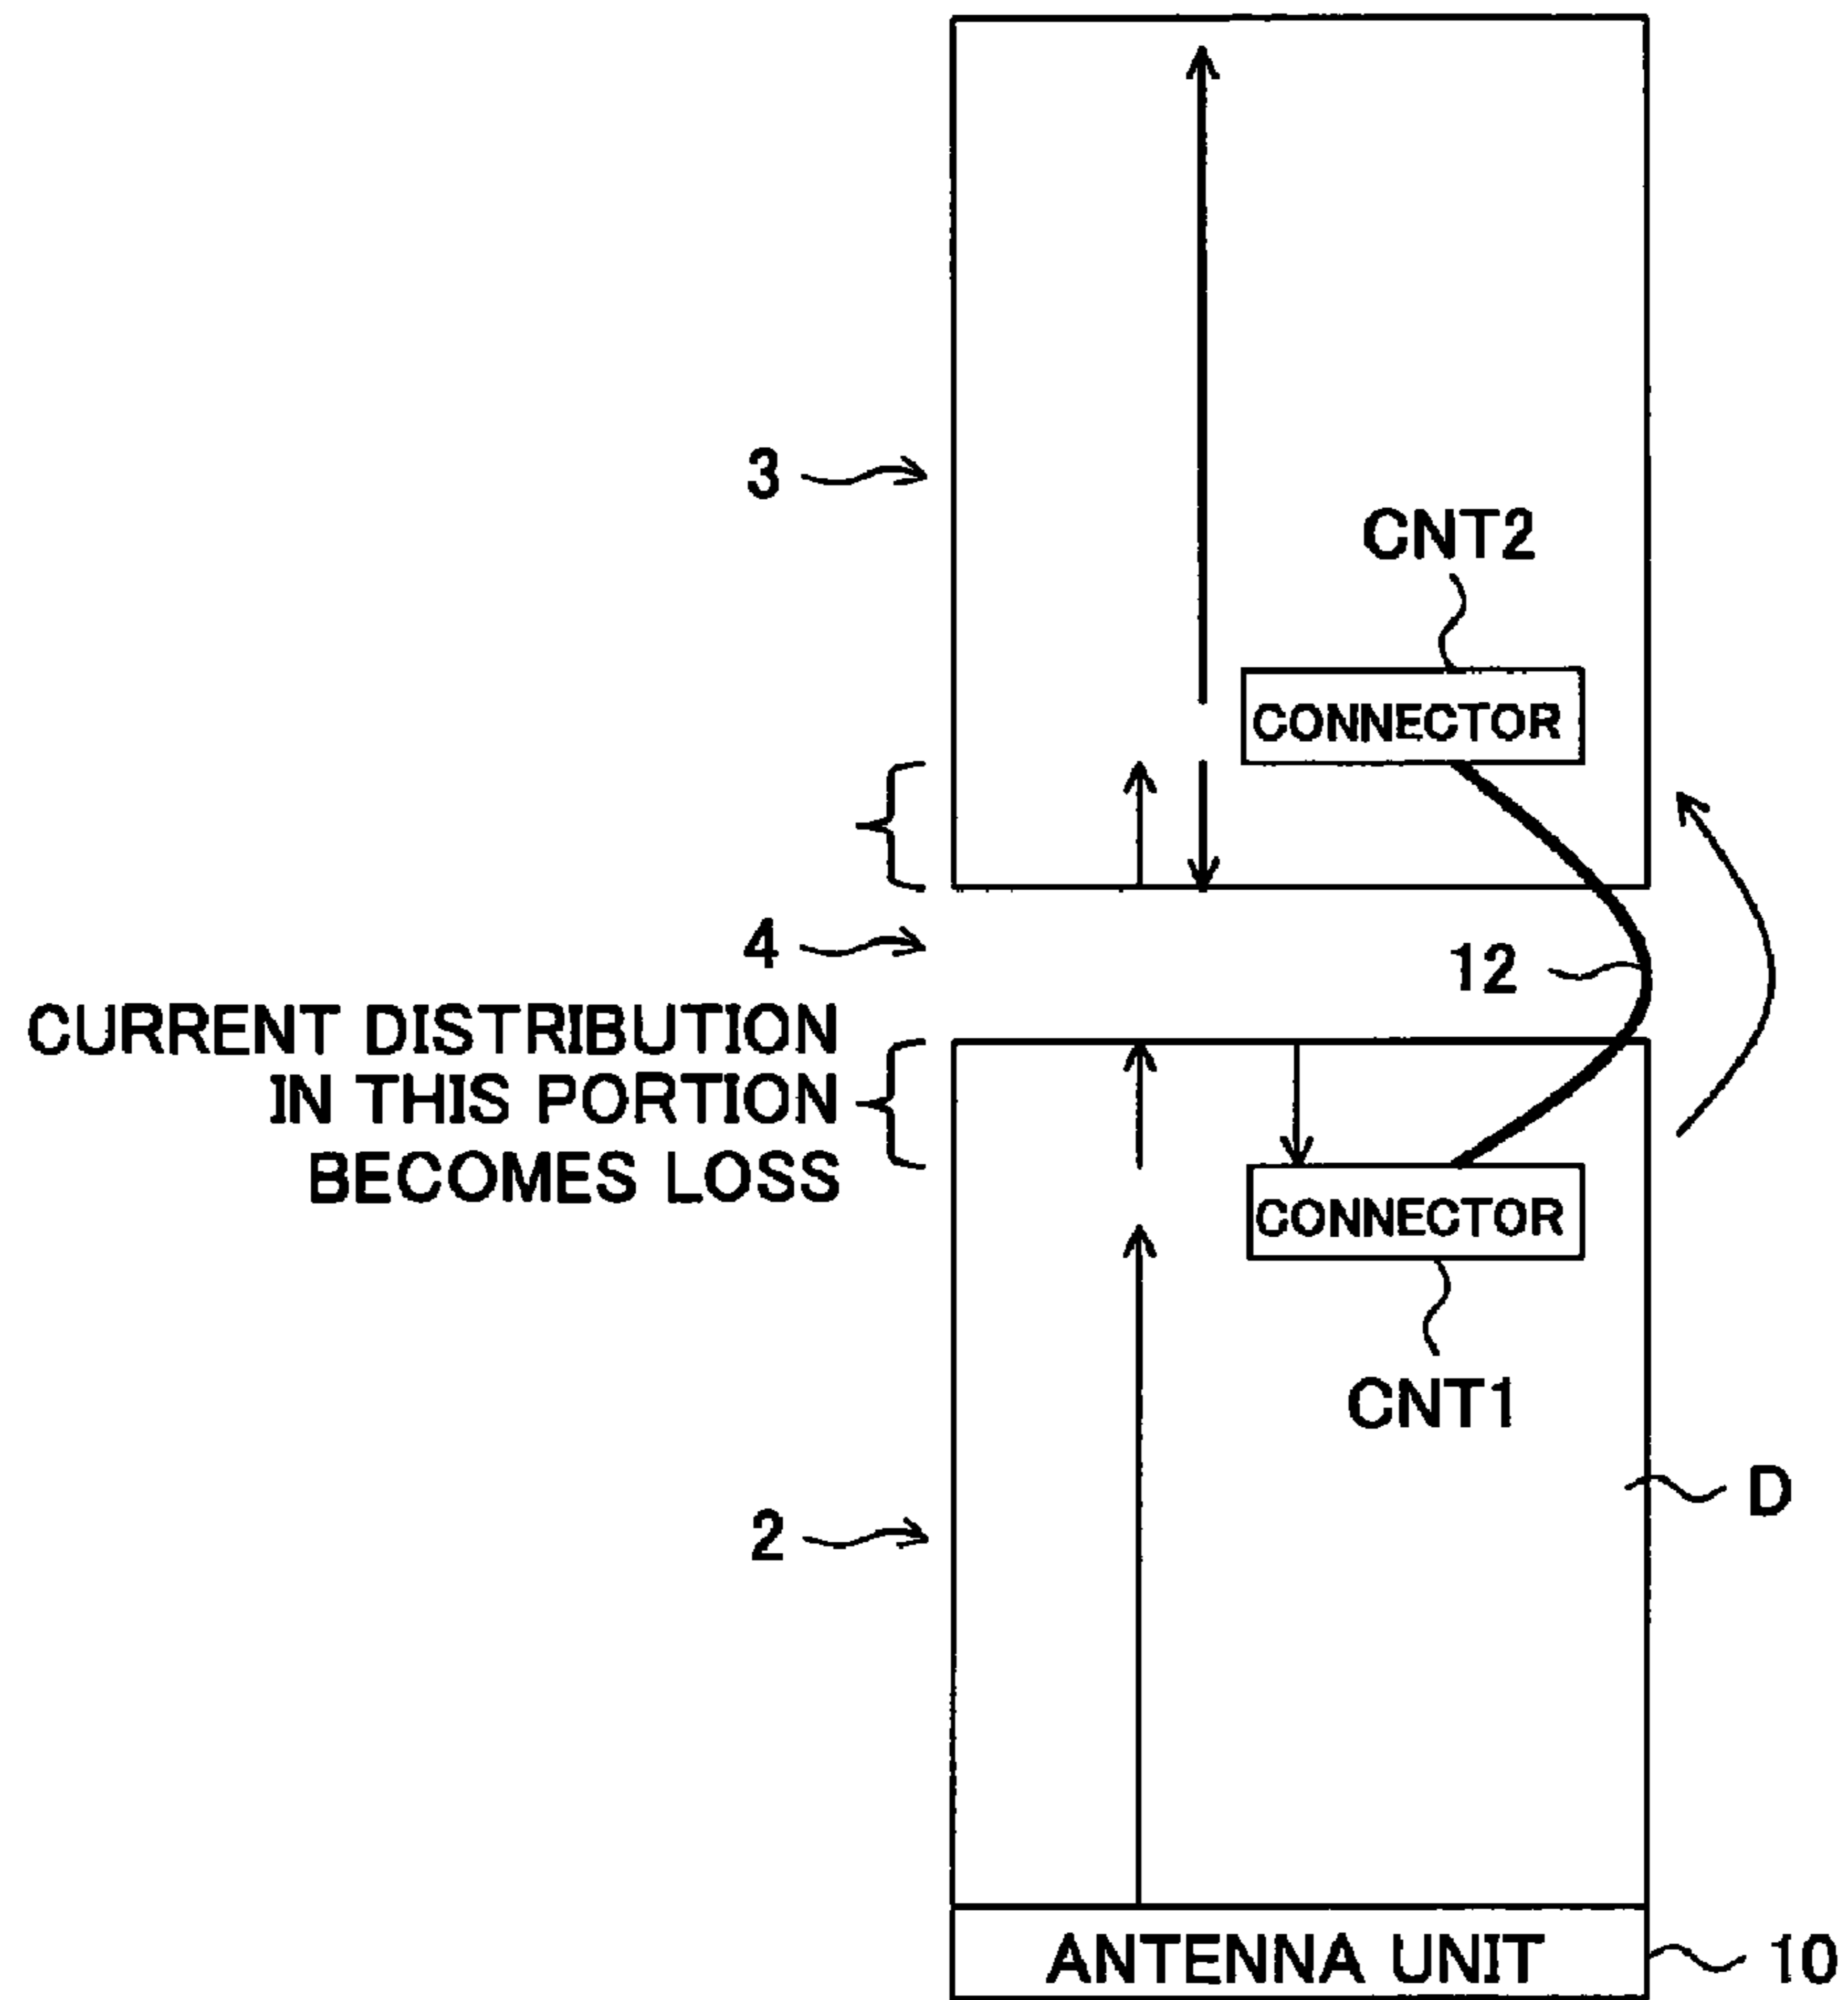 3
CNT2
CONNECTOR
4
12
CURRENT DISTRIBUTION
IN THIS PORTION
BECOMES LOSS
CONNECTOR
CNT1
D
2
ANTENNA UNIT
10